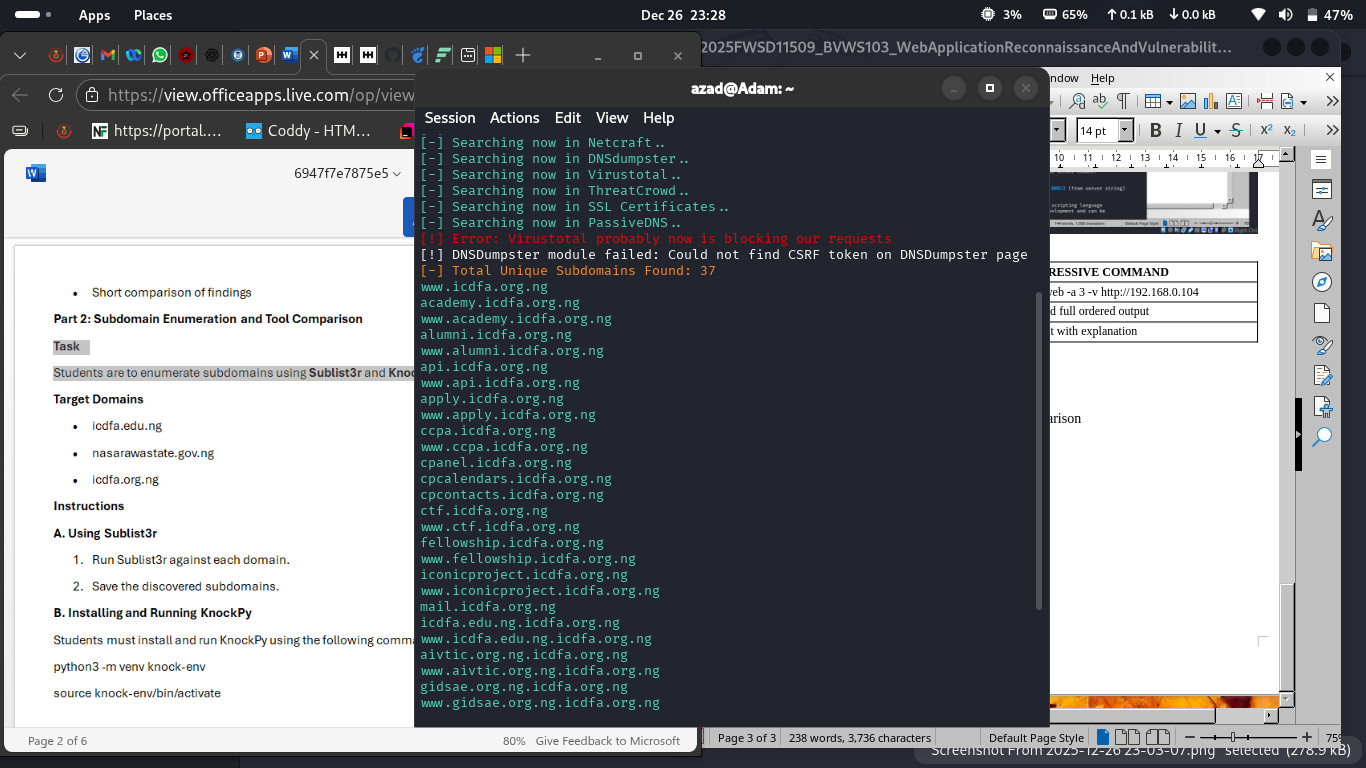 Apps Places Dec 26 23:28 3% 65% 0.1 kB 0.0 kB 47%
https://view.officeapps.live.com/op/view
https://portal.... Coddy - HTM...
6947f7e7875e5
• Short comparison of findings
Part 2: Subdomain Enumeration and Tool Comparison
Task
Students are to enumerate subdomains using Sublist3r and
Target Domains
• icdfa.edu.ng
• nasarawastate.gov.ng
• icdfa.org.ng
Instructions
A. Using Sublist3r
1. Run Sublist3r against each domain.
2. Save the discovered subdomains.
B. Installing and Running KnockPy
Students must install and run KnockPy using the following
python3 -m venv knock-env
source knock-env/bin/activate
Page 2 of 6 80% Give Feedback to Microsoft
azad@Adam: ~
Session Actions Edit View Help
[-] Searching now in Netcraft..
[-] Searching now in DNSdumpster..
[-] Searching now in Virustotal..
[-] Searching now in ThreatCrowd..
[-] Searching now in SSL Certificates..
[-] Searching now in PassiveDNS..
[!] Error: Virustotal probably now is blocking our requests
[!] DNSDumpster module failed: Could not find CSRF token on DNSDumpster page
[-] Total Unique Subdomains Found: 37
www.icdfa.org.ng
academy.icdfa.org.ng
www.academy.icdfa.org.ng
alumni.icdfa.org.ng
www.alumni.icdfa.org.ng
api.icdfa.org.ng
www.api.icdfa.org.ng
apply.icdfa.org.ng
www.apply.icdfa.org.ng
ccpa.icdfa.org.ng
www.ccpa.icdfa.org.ng
cpanel.icdfa.org.ng
cpcalendars.icdfa.org.ng
cpcontacts.icdfa.org.ng
ctf.icdfa.org.ng
www.ctf.icdfa.org.ng
fellowship.icdfa.org.ng
www.fellowship.icdfa.org.ng
iconicproject.icdfa.org.ng
www.iconicproject.icdfa.org.ng
mail.icdfa.org.ng
icdfa.edu.ng.icdfa.org.ng
www.icdfa.edu.ng.icdfa.org.ng
aivtic.org.ng.icdfa.org.ng
www.aivtic.org.ng.icdfa.org.ng
gidsae.org.ng.icdfa.org.ng
www.gidsae.org.ng.icdfa.org.ng
2025FWSD11509_BVWS103_WebApplicationReconnaissanceAndVulnerabilit...
ndow Help
14 pt B I U S
10 11 12 13 14 15 16 17
(from server string)
scripting language
RESSIVE COMMAND
eb -a 3 -v http://192.168.0.104
d full ordered output
t with explanation
arison
Page 3 of 3 238 words, 3,736 characters Default Page Style 75%
Screenshot From 2025-12-26 23-03-07.png" selected (278.9 kB)